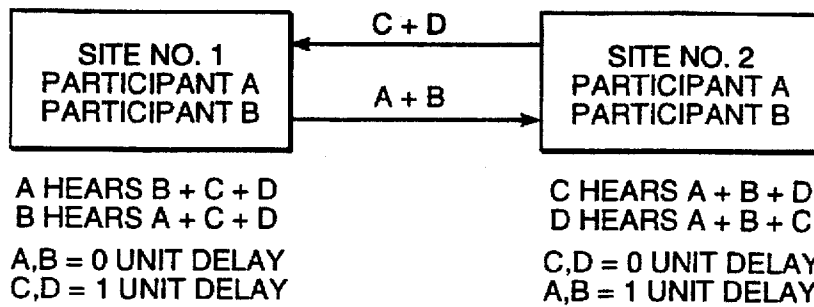 C + D
SITE NO. 1
PARTICIPANT A
PARTICIPANT B
A + B
SITE NO. 2
PARTICIPANT A
PARTICIPANT B
A HEARS B + C + D
B HEARS A + C + D
A,B = 0 UNIT DELAY
C,D = 1 UNIT DELAY
C HEARS A + B + D
D HEARS A + B + C
C,D = 0 UNIT DELAY
A,B = 1 UNIT DELAY